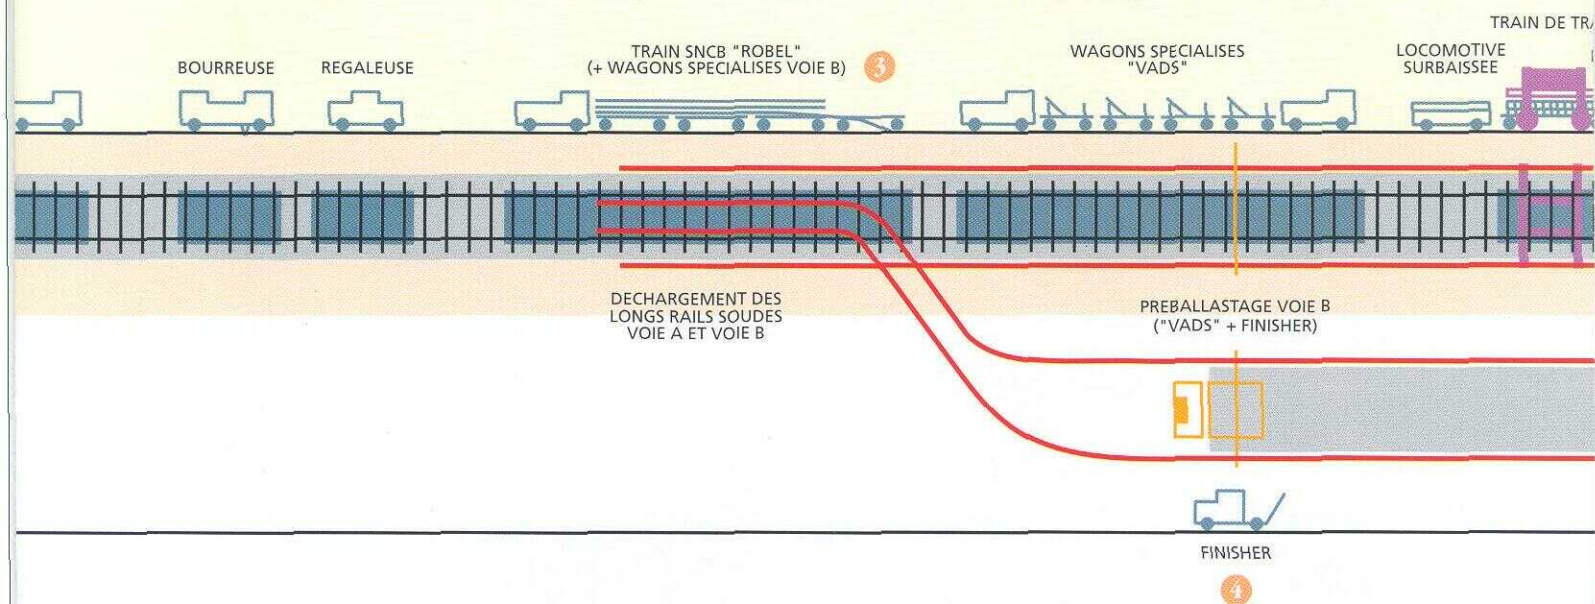 TRAIN DE TRA
BOURREUSE
REGALEUSE
TRAIN SNCB "ROBEL"
(+ WAGONS SPECIALISES VOIE B)
3
WAGONS SPECIALISES
"VADS"
LOCOMOTIVE
SURBAISSEE
DECHARGEMENT DES
LONGS RAILS SOUDES
VOIE A ET VOIE B
PREBALLASTAGE VOIE B
("VADS" + FINISHER)
FINISHER
4